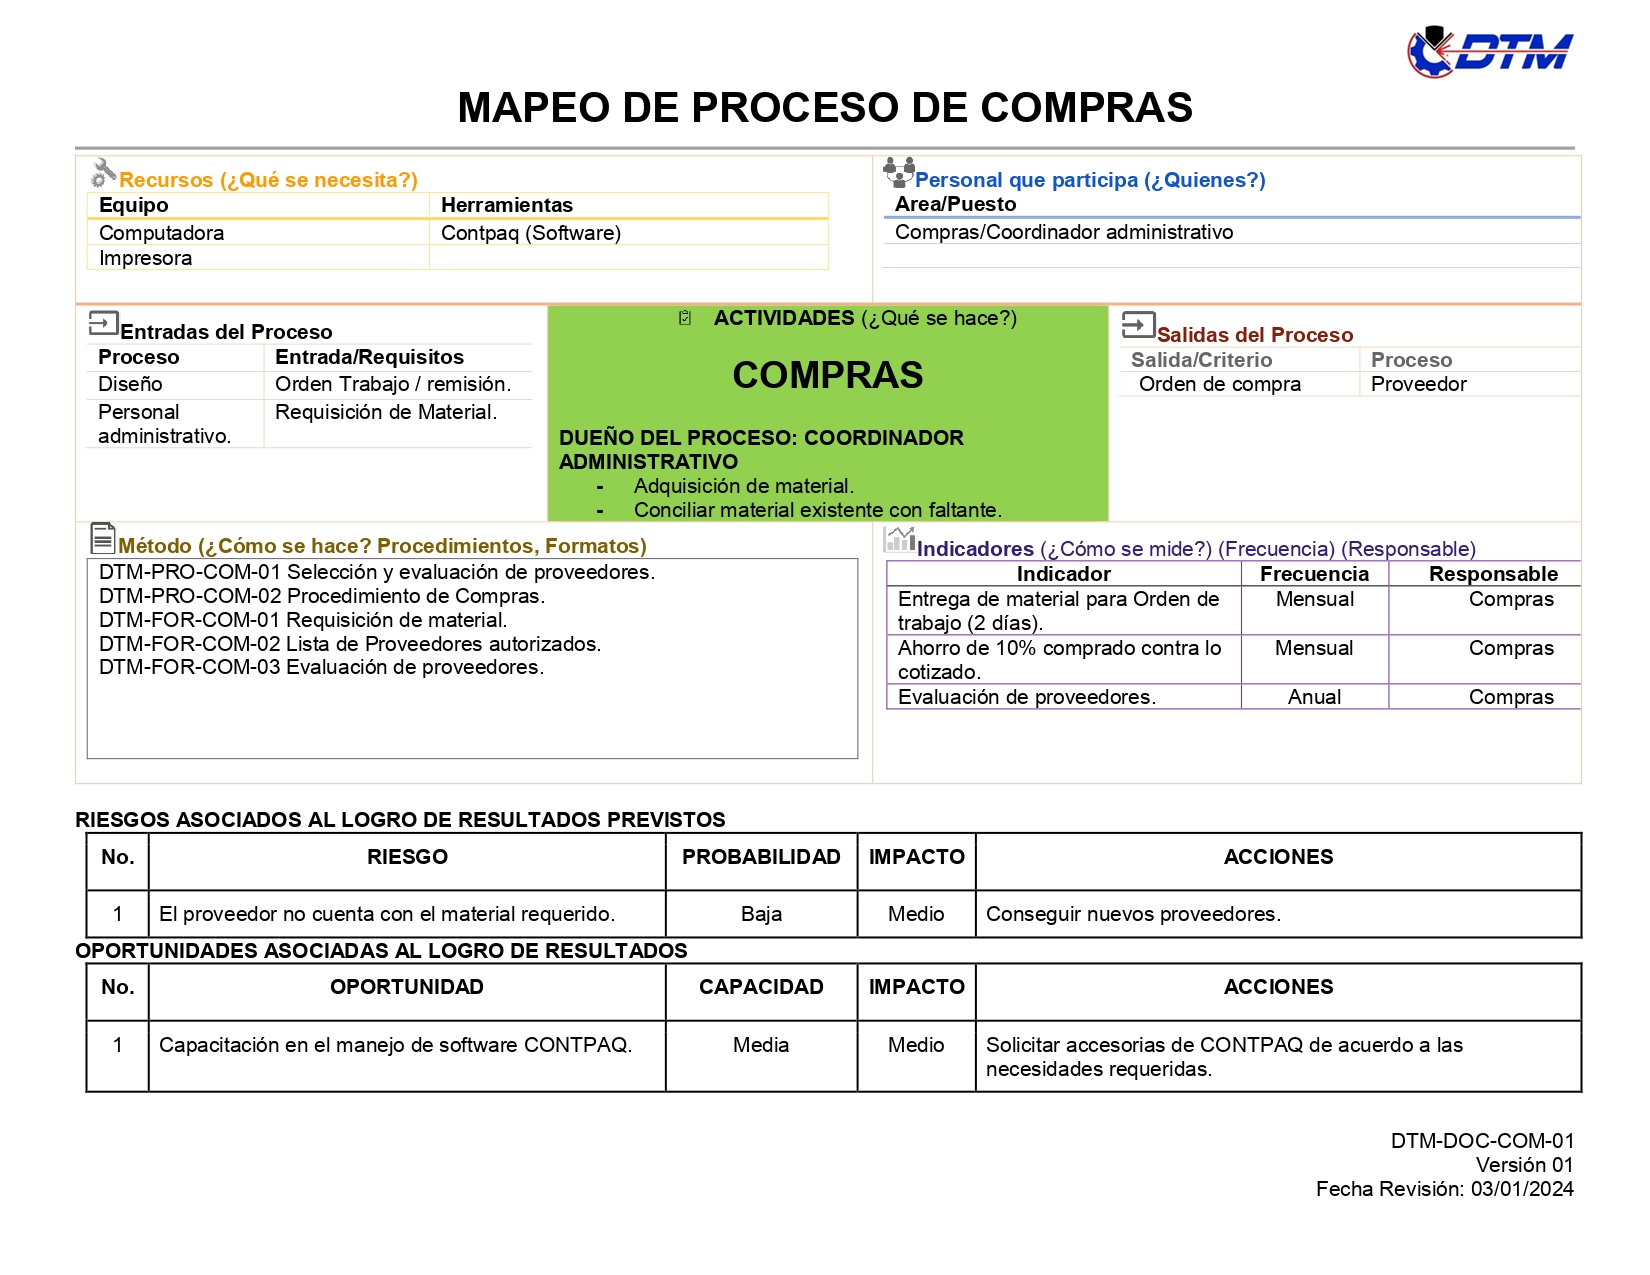 DTM
MAPEO DE PROCESO DE COMPRAS
Recursos (¿Qué se necesita?)
Equipo Herramientas
Computadora Contpaq (Software)
Impresora
Personal que participa (¿Quienes?)
Area/Puesto
Compras/Coordinador administrativo
Entradas del Proceso
Proceso Entrada/Requisitos
Diseño Orden Trabajo / remisión.
Personal Requisición de Material.
administrativo.
ACTIVIDADES (¿Qué se hace?)
COMPRAS
DUEÑO DEL PROCESO: COORDINADOR
ADMINISTRATIVO
- Adquisición de material.
- Conciliar material existente con faltante.
Salidas del Proceso
Salida/Criterio Proceso
Orden de compra Proveedor
Método (¿Cómo se hace? Procedimientos, Formatos)
DTM-PRO-COM-01 Selección y evaluación de proveedores.
DTM-PRO-COM-02 Procedimiento de Compras.
DTM-FOR-COM-01 Requisición de material.
DTM-FOR-COM-02 Lista de Proveedores autorizados.
DTM-FOR-COM-03 Evaluación de proveedores.
Indicadores (¿Cómo se mide?) (Frecuencia) (Responsable)
Indicador Frecuencia Responsable
Entrega de material para Orden de Mensual Compras
trabajo (2 días).
Ahorro de 10% comprado contra lo Mensual Compras
cotizado.
Evaluación de proveedores. Anual Compras
RIESGOS ASOCIADOS AL LOGRO DE RESULTADOS PREVISTOS
No. RIESGO PROBABILIDAD IMPACTO ACCIONES
1 El proveedor no cuenta con el material requerido. Baja Medio Conseguir nuevos proveedores.
OPORTUNIDADES ASOCIADAS AL LOGRO DE RESULTADOS
No. OPORTUNIDAD CAPACIDAD IMPACTO ACCIONES
1 Capacitación en el manejo de software CONTPAQ. Media Medio Solicitar accesorias de CONTPAQ de acuerdo a las
necesidades requeridas.
DTM-DOC-COM-01
Versión 01
Fecha Revisión: 03/01/2024